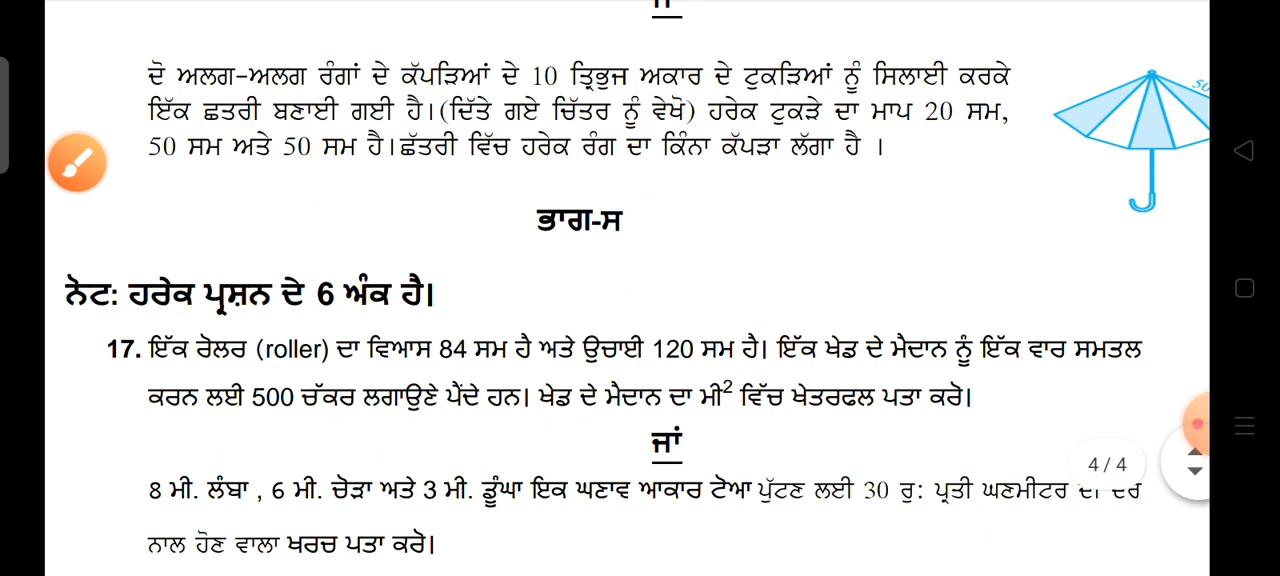 ਦੋ ਅਲਗ-ਅਲਗ ਰੰਗਾਂ ਦੇ ਕੱਪੜਿਆਂ ਦੇ 10 ਤ੍ਰਿਭੁਜ ਅਕਾਰ ਦੇ ਟੁਕੜਿਆਂ ਨੂੰ ਸਿਲਾਈ ਕਰਕੇ
ਇੱਕ ਛਤਰੀ ਬਣਾਈ ਗਈ ਹੈ।(ਦਿੱਤੇ ਗਏ ਚਿੱਤਰ ਨੂੰ ਵੇਖੋ) ਹਰੇਕ ਟੁਕੜੇ ਦਾ ਮਾਪ 20 ਸਮ,
50 ਸਮ ਅਤੇ 50 ਸਮ ਹੈ।ਛੱਤਰੀ ਵਿੱਚ ਹਰੇਕ ਰੰਗ ਦਾ ਕਿੰਨਾ ਕੱਪੜਾ ਲੱਗਾ ਹੈ ।
ਭਾਗ-ਸ
ਨੋਟ: ਹਰੇਕ ਪ੍ਰਸ਼ਨ ਦੇ 6 ਅੰਕ ਹੈ।
17. ਇੱਕ ਰੋਲਰ (roller) ਦਾ ਵਿਆਸ 84 ਸਮ ਹੈ ਅਤੇ ਉਚਾਈ 120 ਸਮ ਹੈ। ਇੱਕ ਖੇਡ ਦੇ ਮੈਦਾਨ ਨੂੰ ਇੱਕ ਵਾਰ ਸਮਤਲ
ਕਰਨ ਲਈ 500 ਚੱਕਰ ਲਗਾਉਣੇ ਪੈਂਦੇ ਹਨ। ਖੇਡ ਦੇ ਮੈਦਾਨ ਦਾ ਮੀ² ਵਿੱਚ ਖੇਤਰਫਲ ਪਤਾ ਕਰੋ।
ਜਾਂ
8 ਮੀ. ਲੰਬਾ , 6 ਮੀ. ਚੋੜਾ ਅਤੇ 3 ਮੀ. ਡੂੰਘਾ ਇਕ ਘਣਾਵ ਆਕਾਰ ਟੋਆ ਪੁੱਟਣ ਲਈ 30 ਰੁ: ਪ੍ਰਤੀ ਘਣਮੀਟਰ ਦੀ ਦਰ
ਨਾਲ ਹੋਣ ਵਾਲਾ ਖਰਚ ਪਤਾ ਕਰੋ।
4 / 4